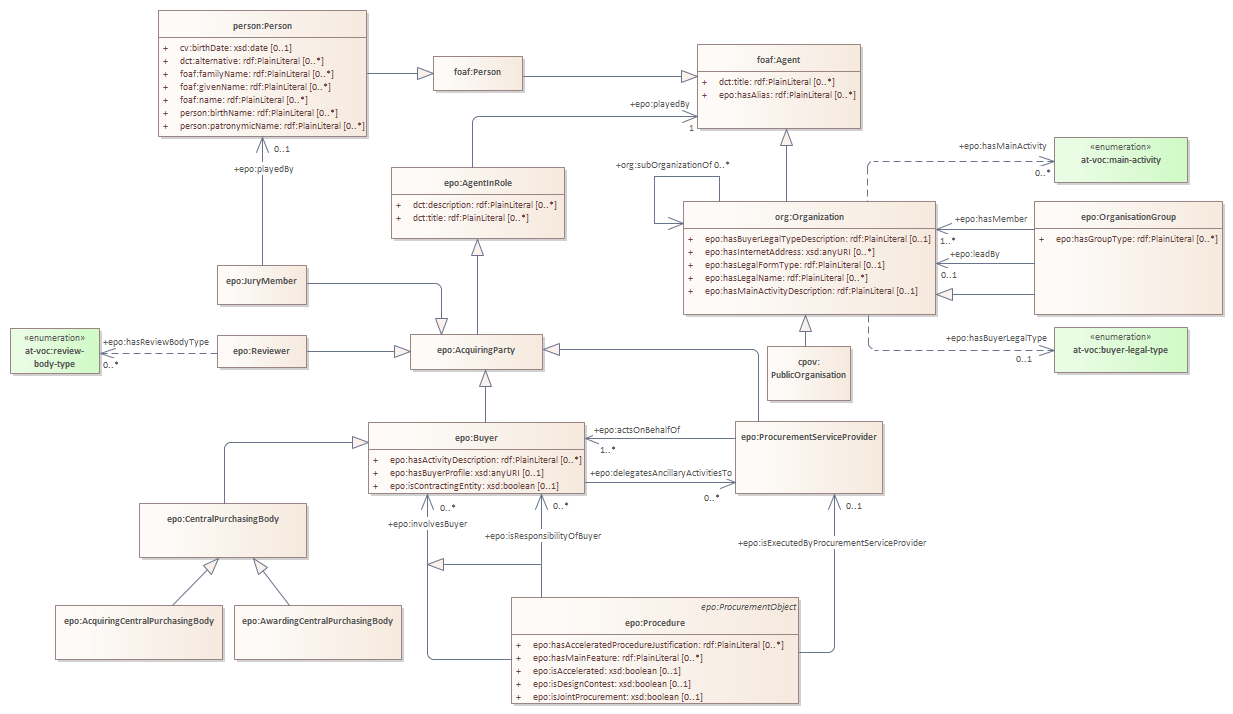 person:Person
+ cv:birthDate: xsd:date [0..1]
+ dct:alternative: rdf:PlainLiteral [0..*]
+ foaf:familyName: rdf:PlainLiteral [0..*]
+ foaf:givenName: rdf:PlainLiteral [0..*]
+ foaf:name: rdf:PlainLiteral [0..*]
+ person:birthName: rdf:PlainLiteral [0..*]
+ person:patronymicName: rdf:PlainLiteral [0..*]
foaf:Person
foaf:Agent
+ dct:title: rdf:PlainLiteral [0..*]
+ epo:hasAlias: rdf:PlainLiteral [0..*]
+epo:playedBy
1
0..1
+epo:playedBy
epo:AgentInRole
+ dct:description: rdf:PlainLiteral [0..*]
+ dct:title: rdf:PlainLiteral [0..*]
+org:subOrganizationOf 0..*
+epo:hasMainActivity
0..*
«enumeration»
at-voc:main-activity
org:Organization
+ epo:hasBuyerLegalTypeDescription: rdf:PlainLiteral [0..1]
+ epo:hasInternetAddress: xsd:anyURI [0..*]
+ epo:hasLegalFormType: rdf:PlainLiteral [0..1]
+ epo:hasLegalName: rdf:PlainLiteral [0..*]
+ epo:hasMainActivityDescription: rdf:PlainLiteral [0..1]
+epo:hasMember
1..*
+epo:leadBy
0..1
epo:OrganisationGroup
+ epo:hasGroupType: rdf:PlainLiteral [0..*]
epo:JuryMember
«enumeration»
at-voc:review-
body-type
+epo:hasReviewBodyType
0..*
epo:Reviewer
epo:AcquiringParty
cpov:
PublicOrganisation
+epo:hasBuyerLegalType
0..1
«enumeration»
at-voc:buyer-legal-type
epo:Buyer
+ epo:hasActivityDescription: rdf:PlainLiteral [0..*]
+ epo:hasBuyerProfile: xsd:anyURI [0..1]
+ epo:isContractingEntity: xsd:boolean [0..1]
+epo:actsOnBehalfOf
1..*
+epo:delegatesAncillaryActivitiesTo
0..*
epo:ProcurementServiceProvider
epo:CentralPurchasingBody
0..*
+epo:involvesBuyer
0..*
+epo:isResponsibilityOfBuyer
0..1
+epo:isExecutedByProcurementServiceProvider
epo:AcquiringCentralPurchasingBody
epo:AwardingCentralPurchasingBody
epo:ProcurementObject
epo:Procedure
+ epo:hasAcceleratedProcedureJustification: rdf:PlainLiteral [0..*]
+ epo:hasMainFeature: rdf:PlainLiteral [0..*]
+ epo:isAccelerated: xsd:boolean [0..1]
+ epo:isDesignContest: xsd:boolean [0..1]
+ epo:isJointProcurement: xsd:boolean [0..1]